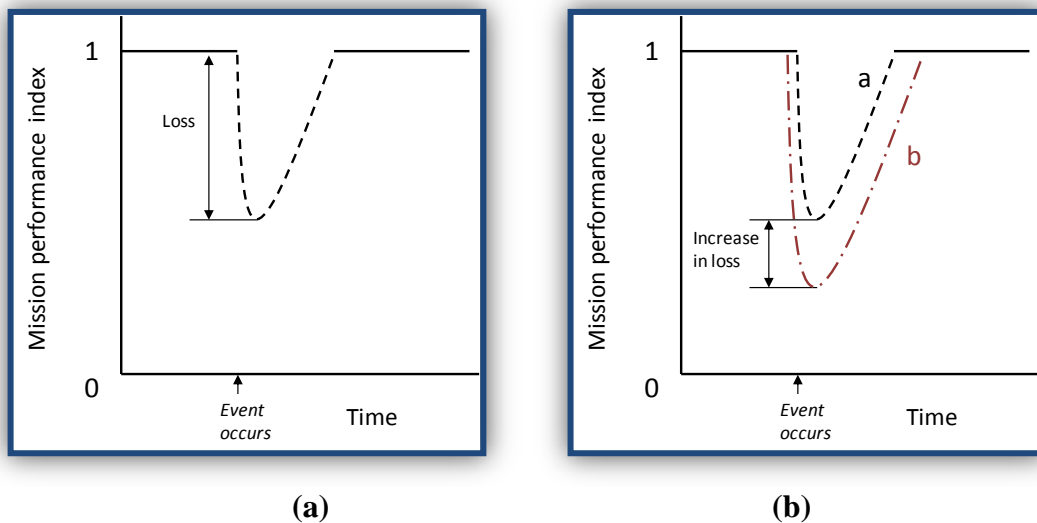 Mission performance index
1
Loss
0
Event
occurs
Time
(a)
Mission performance index
1
a
b
Increase
in loss
0
Event
occurs
Time
(b)